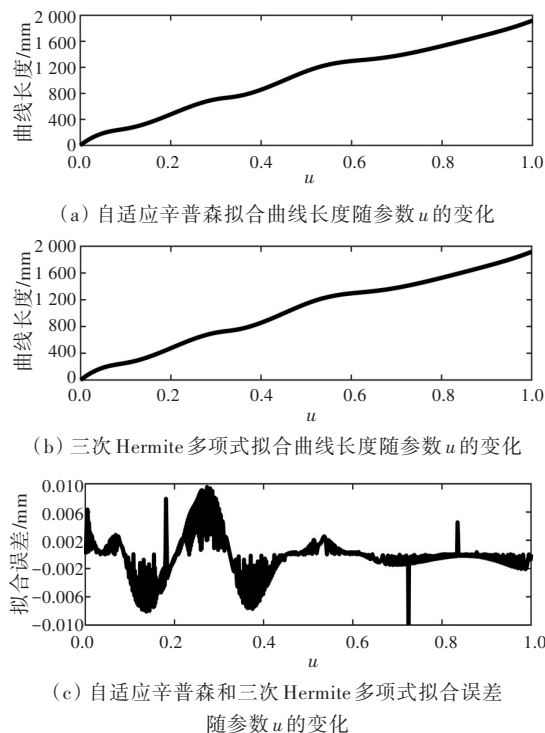 2 000
1 600
1 200
800
400
0
曲线长度/mm
0.0 0.2 0.4 0.6 0.8 1.0
u
（a）自适应辛普森拟合曲线长度随参数u的变化
2 000
1 600
1 200
800
400
0
曲线长度/mm
0.0 0.2 0.4 0.6 0.8 1.0
u
（b）三次Hermite多项式拟合曲线长度随参数u的变化
0.010
0.006
0.002
-0.002
-0.006
-0.010
拟合误差/mm
0.0 0.2 0.4 0.6 0.8 1.0
u
（c）自适应辛普森和三次Hermite多项式拟合误差
随参数u的变化